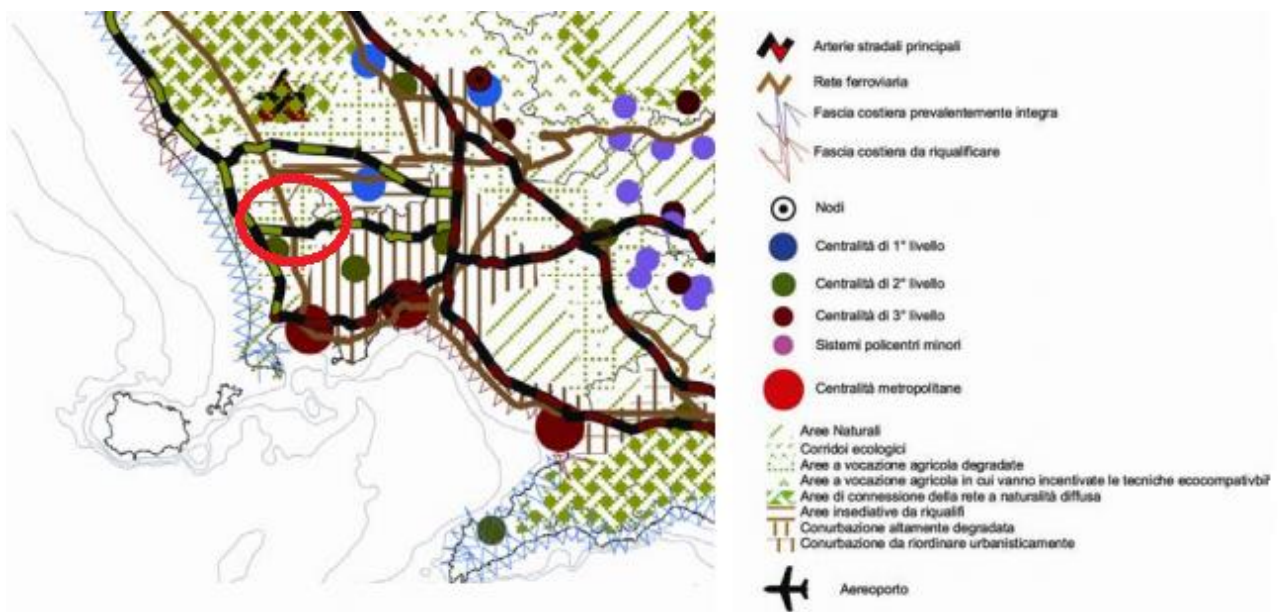 Arterie stradali principali
Rete ferroviaria
Fascia costiera prevalentemente integra
Fascia costiera da riqualificare
Nodi
Centralità di 1° livello
Centralità di 2° livello
Centralità di 3° livello
Sistemi policentri minori
Centralità metropolitane
Aree Naturali
Corridoi ecologici
Aree a vocazione agricola degradate
Aree a vocazione agricola in cui vanno incentivate le tecniche ecocompativbil
Aree di connessione della rete a naturalità diffusa
Aree insediative da riqualifi
Conurbazione altamente degradata
Conurbazione da riordinare urbanisticamente
Aereoporto